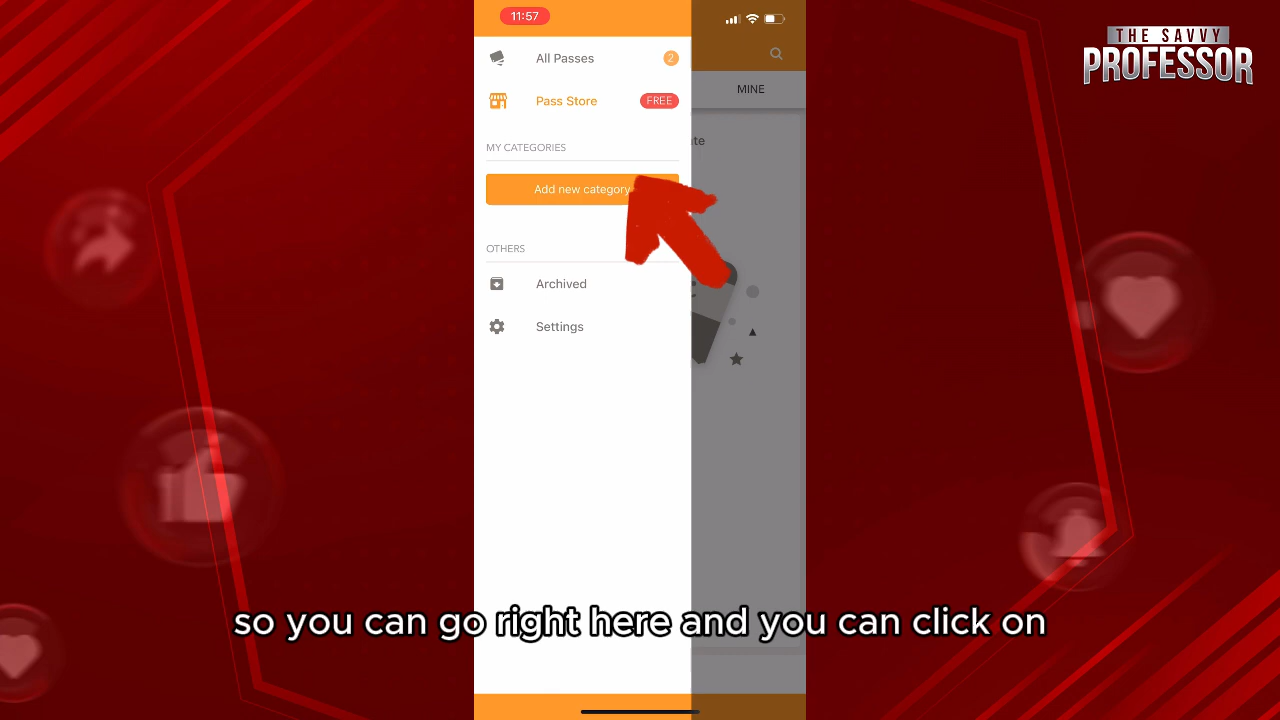 11:57
THE SAVVY
PROFESSOR
All Passes 2
Pass Store FREE
MINE
MY CATEGORIES
Add new category
OTHERS
Archived
Settings
so you can go right here and you can click on